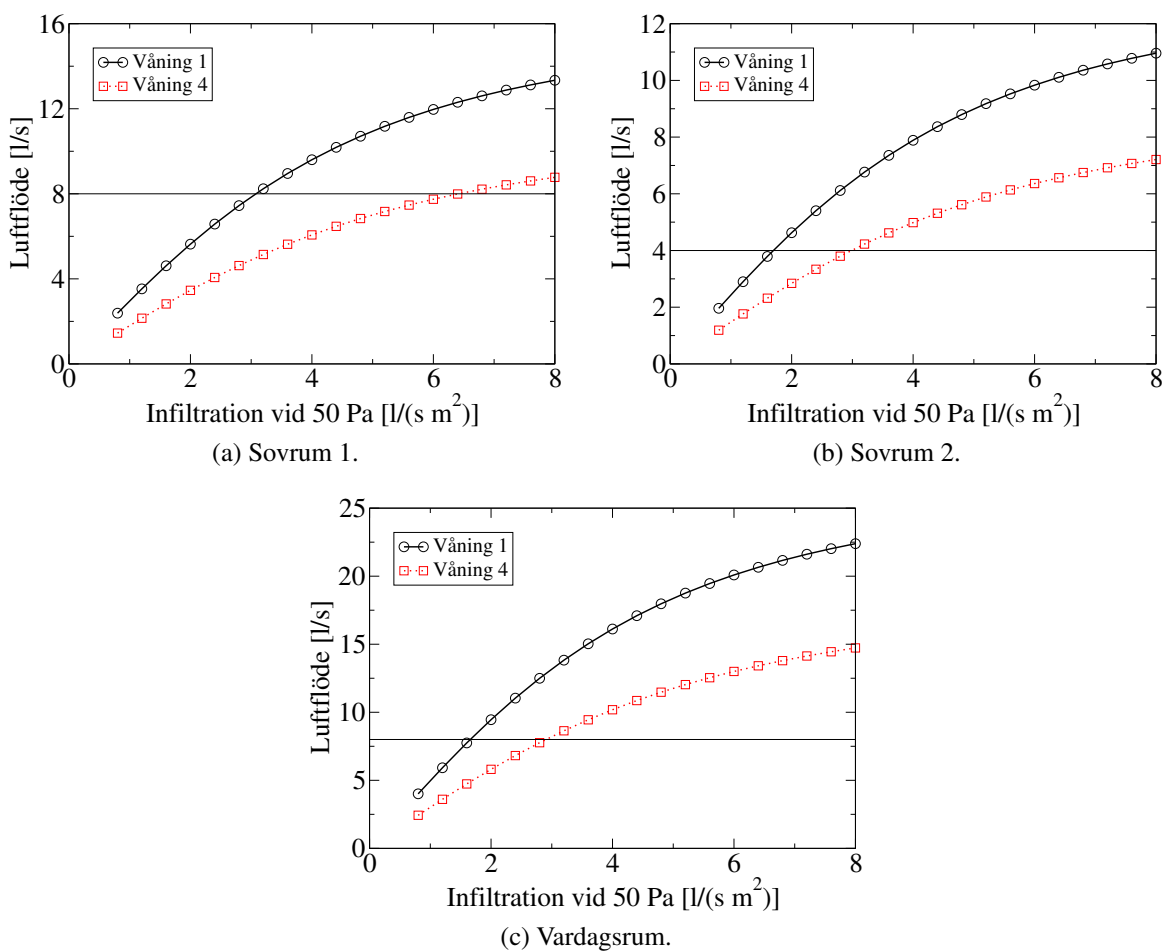 16
12
8
4
0
Luftflöde [l/s]
Våning 1
Våning 4
0 2 4 6 8
Infiltration vid 50 Pa [l/(s m²)]
(a) Sovrum 1.
12
10
8
6
4
2
0
Luftflöde [l/s]
Våning 1
Våning 4
0 2 4 6 8
Infiltration vid 50 Pa [l/(s m²)]
(b) Sovrum 2.
25
20
15
10
5
0
Luftflöde [l/s]
Våning 1
Våning 4
0 2 4 6 8
Infiltration vid 50 Pa [l/(s m²)]
(c) Vardagsrum.